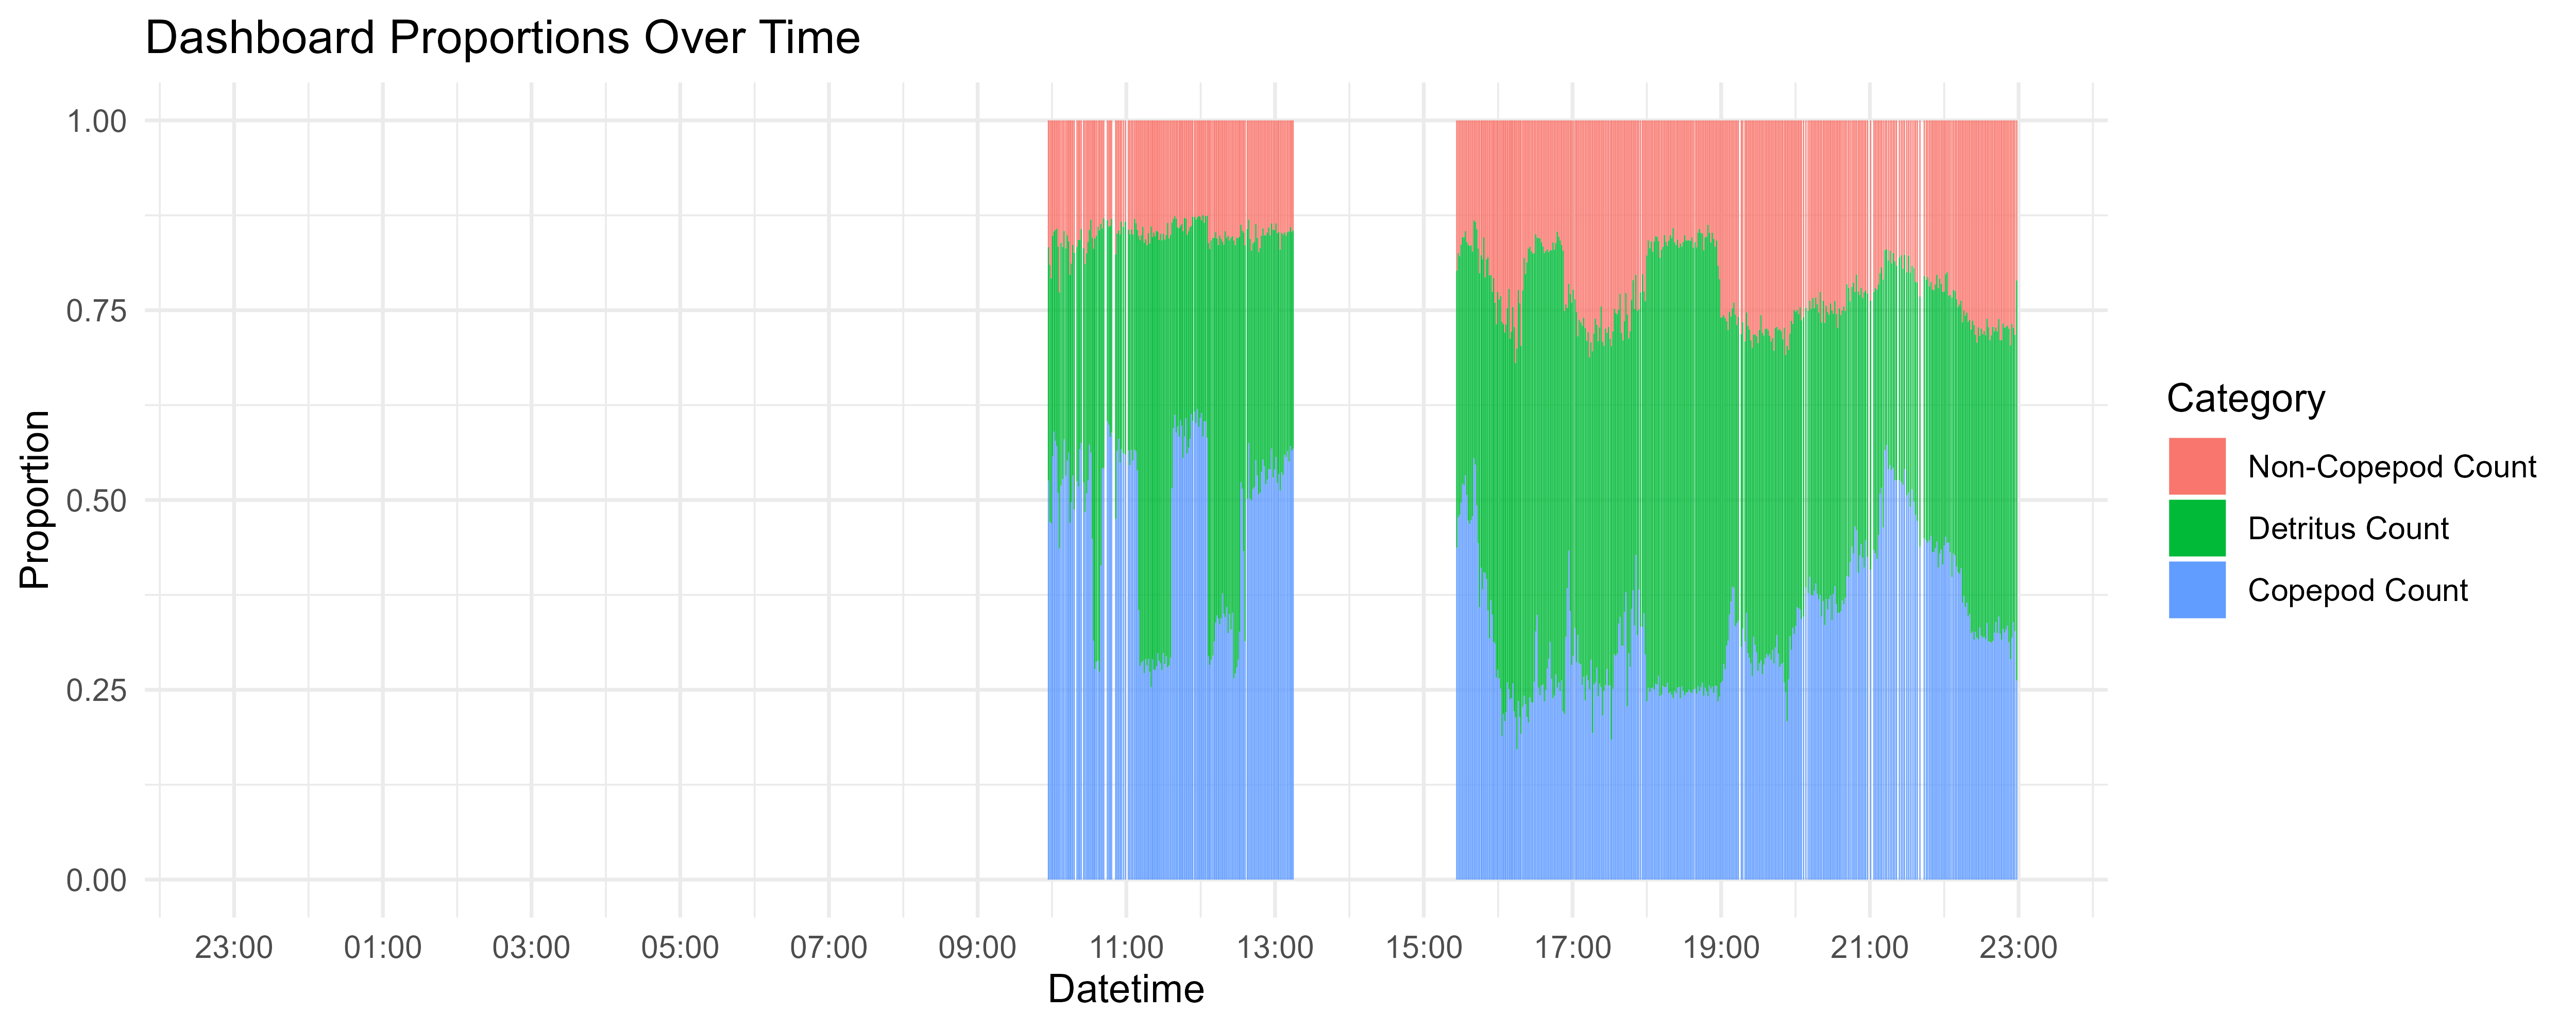 Dashboard Proportions Over Time
1.00
0.75
0.50
0.25
0.00
Proportion
23:00 01:00 03:00 05:00 07:00 09:00 11:00 13:00 15:00 17:00 19:00 21:00 23:00
Datetime
Category
Non-Copepod Count
Detritus Count
Copepod Count